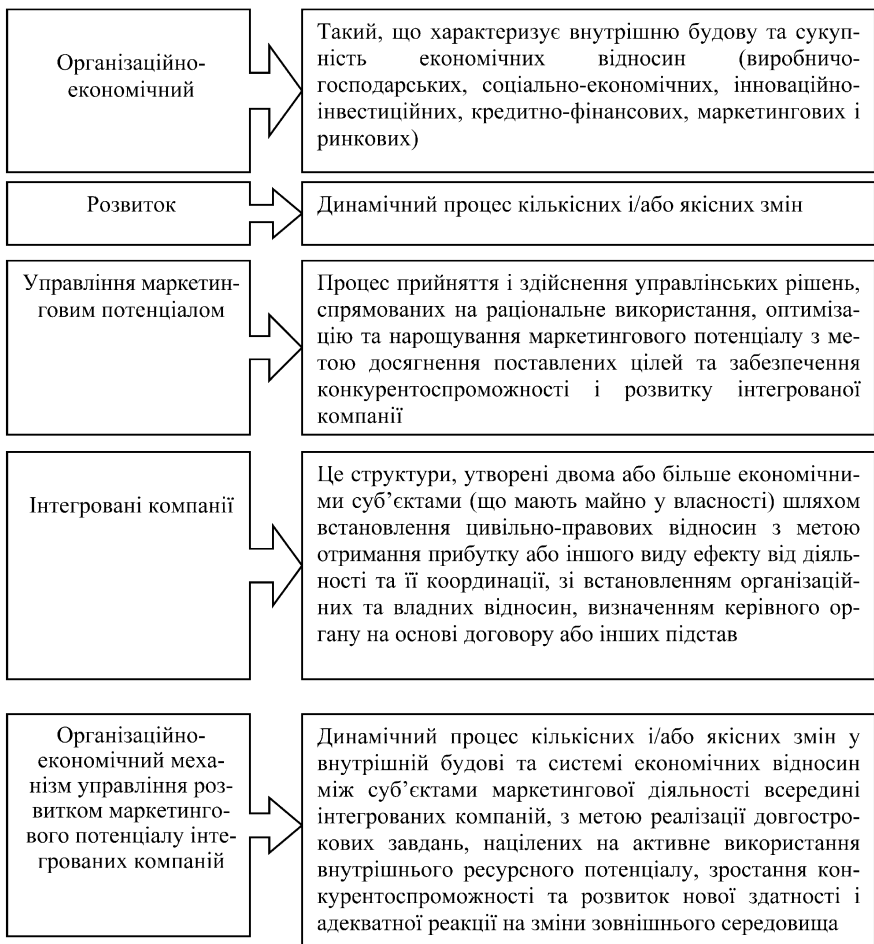 Організаційно-
економічний
Такий, що характеризує внутрішню будову та сукуп-
ність економічних відносин (виробничо-
господарських, соціально-економічних, інноваційно-
інвестиційних, кредитно-фінансових, маркетингових і
ринкових)
Розвиток
Динамічний процес кількісних і/або якісних змін
Управління маркетин-
говим потенціалом
Процес прийняття і здійснення управлінських рішень,
спрямованих на раціональне використання, оптиміза-
цію та нарощування маркетингового потенціалу з ме-
тою досягнення поставлених цілей та забезпечення
конкурентоспроможності і розвитку інтегрованої
компанії
Інтегровані компанії
Це структури, утворені двома або більше економічни-
ми суб’єктами (що мають майно у власності) шляхом
встановлення цивільно-правових відносин з метою
отримання прибутку або іншого виду ефекту від діяль-
ності та її координації, зі встановленням організацій-
них та владних відносин, визначенням керівного ор-
гану на основі договору або інших підстав
Організаційно-
економічний меха-
нізм управління роз-
витком маркетинго-
вого потенціалу інте-
грованих компаній
Динамічний процес кількісних і/або якісних змін у
внутрішній будові та системі економічних відносин
між суб’єктами маркетингової діяльності всередині
інтегрованих компаній, з метою реалізації довгостро-
кових завдань, націлених на активне використання
внутрішнього ресурсного потенціалу, зростання кон-
курентоспроможності та розвиток нової здатності і
адекватної реакції на зміни зовнішнього середовища